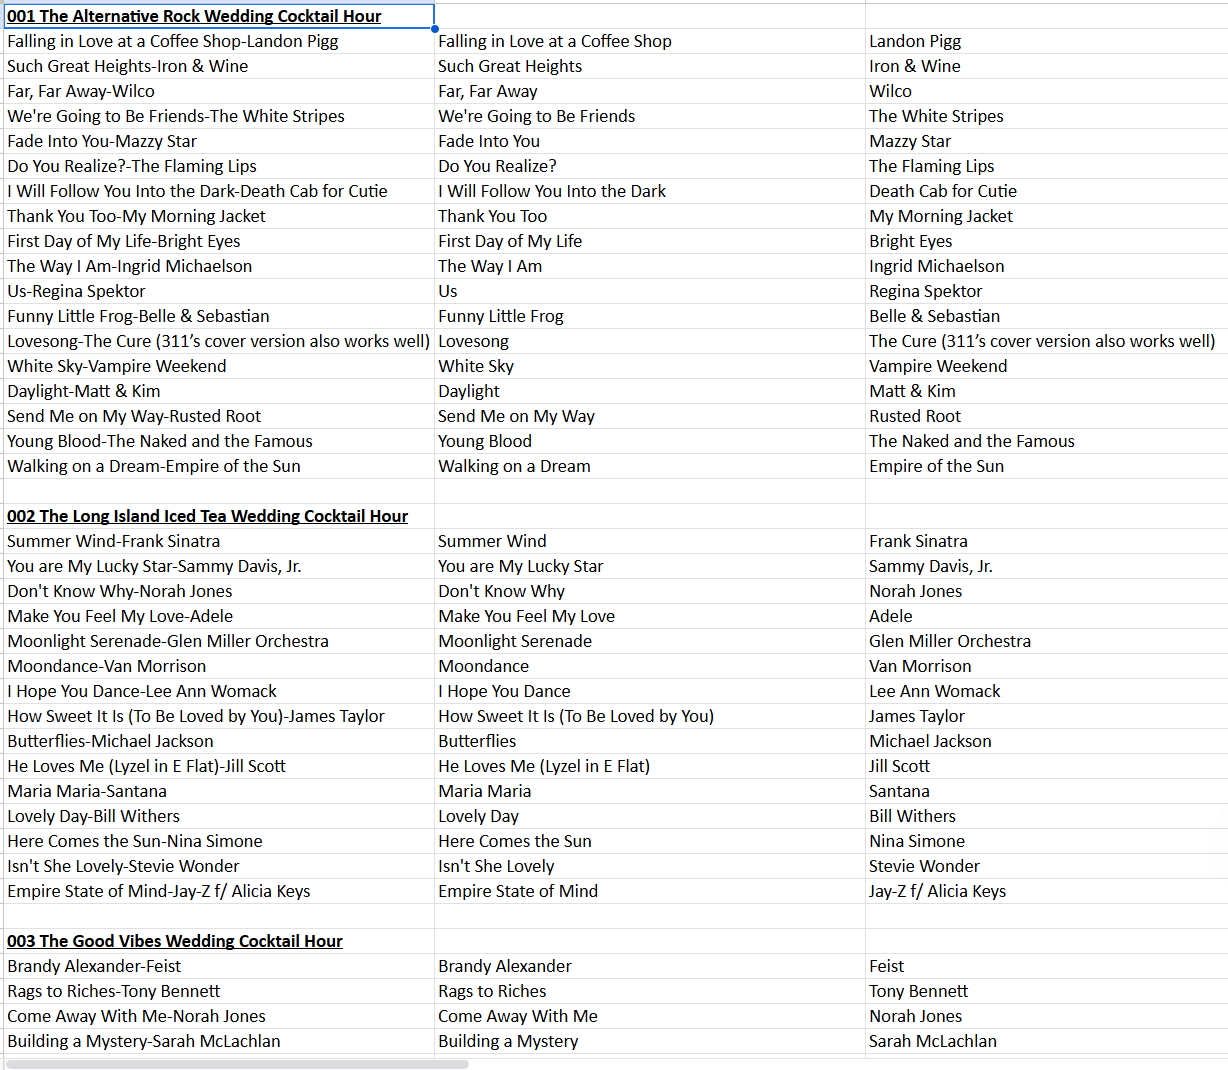 001 The Alternative Rock Wedding Cocktail Hour
Falling in Love at a Coffee Shop-Landon Pigg Falling in Love at a Coffee Shop Landon Pigg
Such Great Heights-Iron & Wine Such Great Heights Iron & Wine
Far, Far Away-Wilco Far, Far Away Wilco
We're Going to Be Friends-The White Stripes We're Going to Be Friends The White Stripes
Fade Into You-Mazzy Star Fade Into You Mazzy Star
Do You Realize?-The Flaming Lips Do You Realize? The Flaming Lips
I Will Follow You Into the Dark-Death Cab for Cutie I Will Follow You Into the Dark Death Cab for Cutie
Thank You Too-My Morning Jacket Thank You Too My Morning Jacket
First Day of My Life-Bright Eyes First Day of My Life Bright Eyes
The Way I Am-Ingrid Michaelson The Way I Am Ingrid Michaelson
Us-Regina Spektor Us Regina Spektor
Funny Little Frog-Belle & Sebastian Funny Little Frog Belle & Sebastian
Lovesong-The Cure (311’s cover version also works well) Lovesong The Cure (311’s cover version also works well)
White Sky-Vampire Weekend White Sky Vampire Weekend
Daylight-Matt & Kim Daylight Matt & Kim
Send Me on My Way-Rusted Root Send Me on My Way Rusted Root
Young Blood-The Naked and the Famous Young Blood The Naked and the Famous
Walking on a Dream-Empire of the Sun Walking on a Dream Empire of the Sun
002 The Long Island Iced Tea Wedding Cocktail Hour
Summer Wind-Frank Sinatra Summer Wind Frank Sinatra
You are My Lucky Star-Sammy Davis, Jr. You are My Lucky Star Sammy Davis, Jr.
Don't Know Why-Norah Jones Don't Know Why Norah Jones
Make You Feel My Love-Adele Make You Feel My Love Adele
Moonlight Serenade-Glen Miller Orchestra Moonlight Serenade Glen Miller Orchestra
Moondance-Van Morrison Moondance Van Morrison
I Hope You Dance-Lee Ann Womack I Hope You Dance Lee Ann Womack
How Sweet It Is (To Be Loved by You)-James Taylor How Sweet It Is (To Be Loved by You) James Taylor
Butterflies-Michael Jackson Butterflies Michael Jackson
He Loves Me (Lyzel in E Flat)-Jill Scott He Loves Me (Lyzel in E Flat) Jill Scott
Maria Maria-Santana Maria Maria Santana
Lovely Day-Bill Withers Lovely Day Bill Withers
Here Comes the Sun-Nina Simone Here Comes the Sun Nina Simone
Isn't She Lovely-Stevie Wonder Isn't She Lovely Stevie Wonder
Empire State of Mind-Jay-Z f/ Alicia Keys Empire State of Mind Jay-Z f/ Alicia Keys
003 The Good Vibes Wedding Cocktail Hour
Brandy Alexander-Feist Brandy Alexander Feist
Rags to Riches-Tony Bennett Rags to Riches Tony Bennett
Come Away With Me-Norah Jones Come Away With Me Norah Jones
Building a Mystery-Sarah McLachlan Building a Mystery Sarah McLachlan